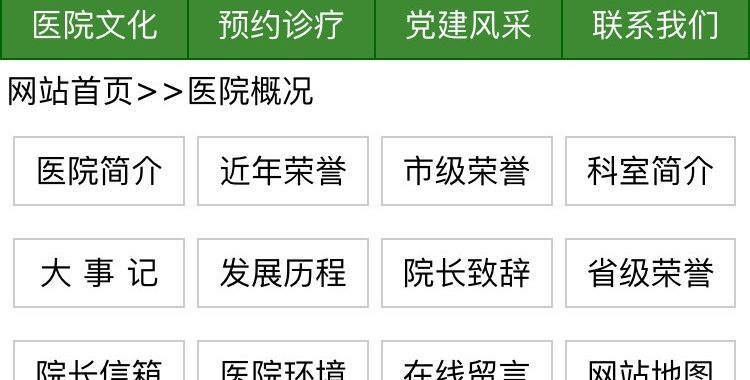 医院文化 预约诊疗 党建风采 联系我们
网站首页>>医院概况
医院简介 近年荣誉 市级荣誉 科室简介
大 事 记 发展历程 院长致辞 省级荣誉
院长信箱 医院环境 在线留言 网站地图